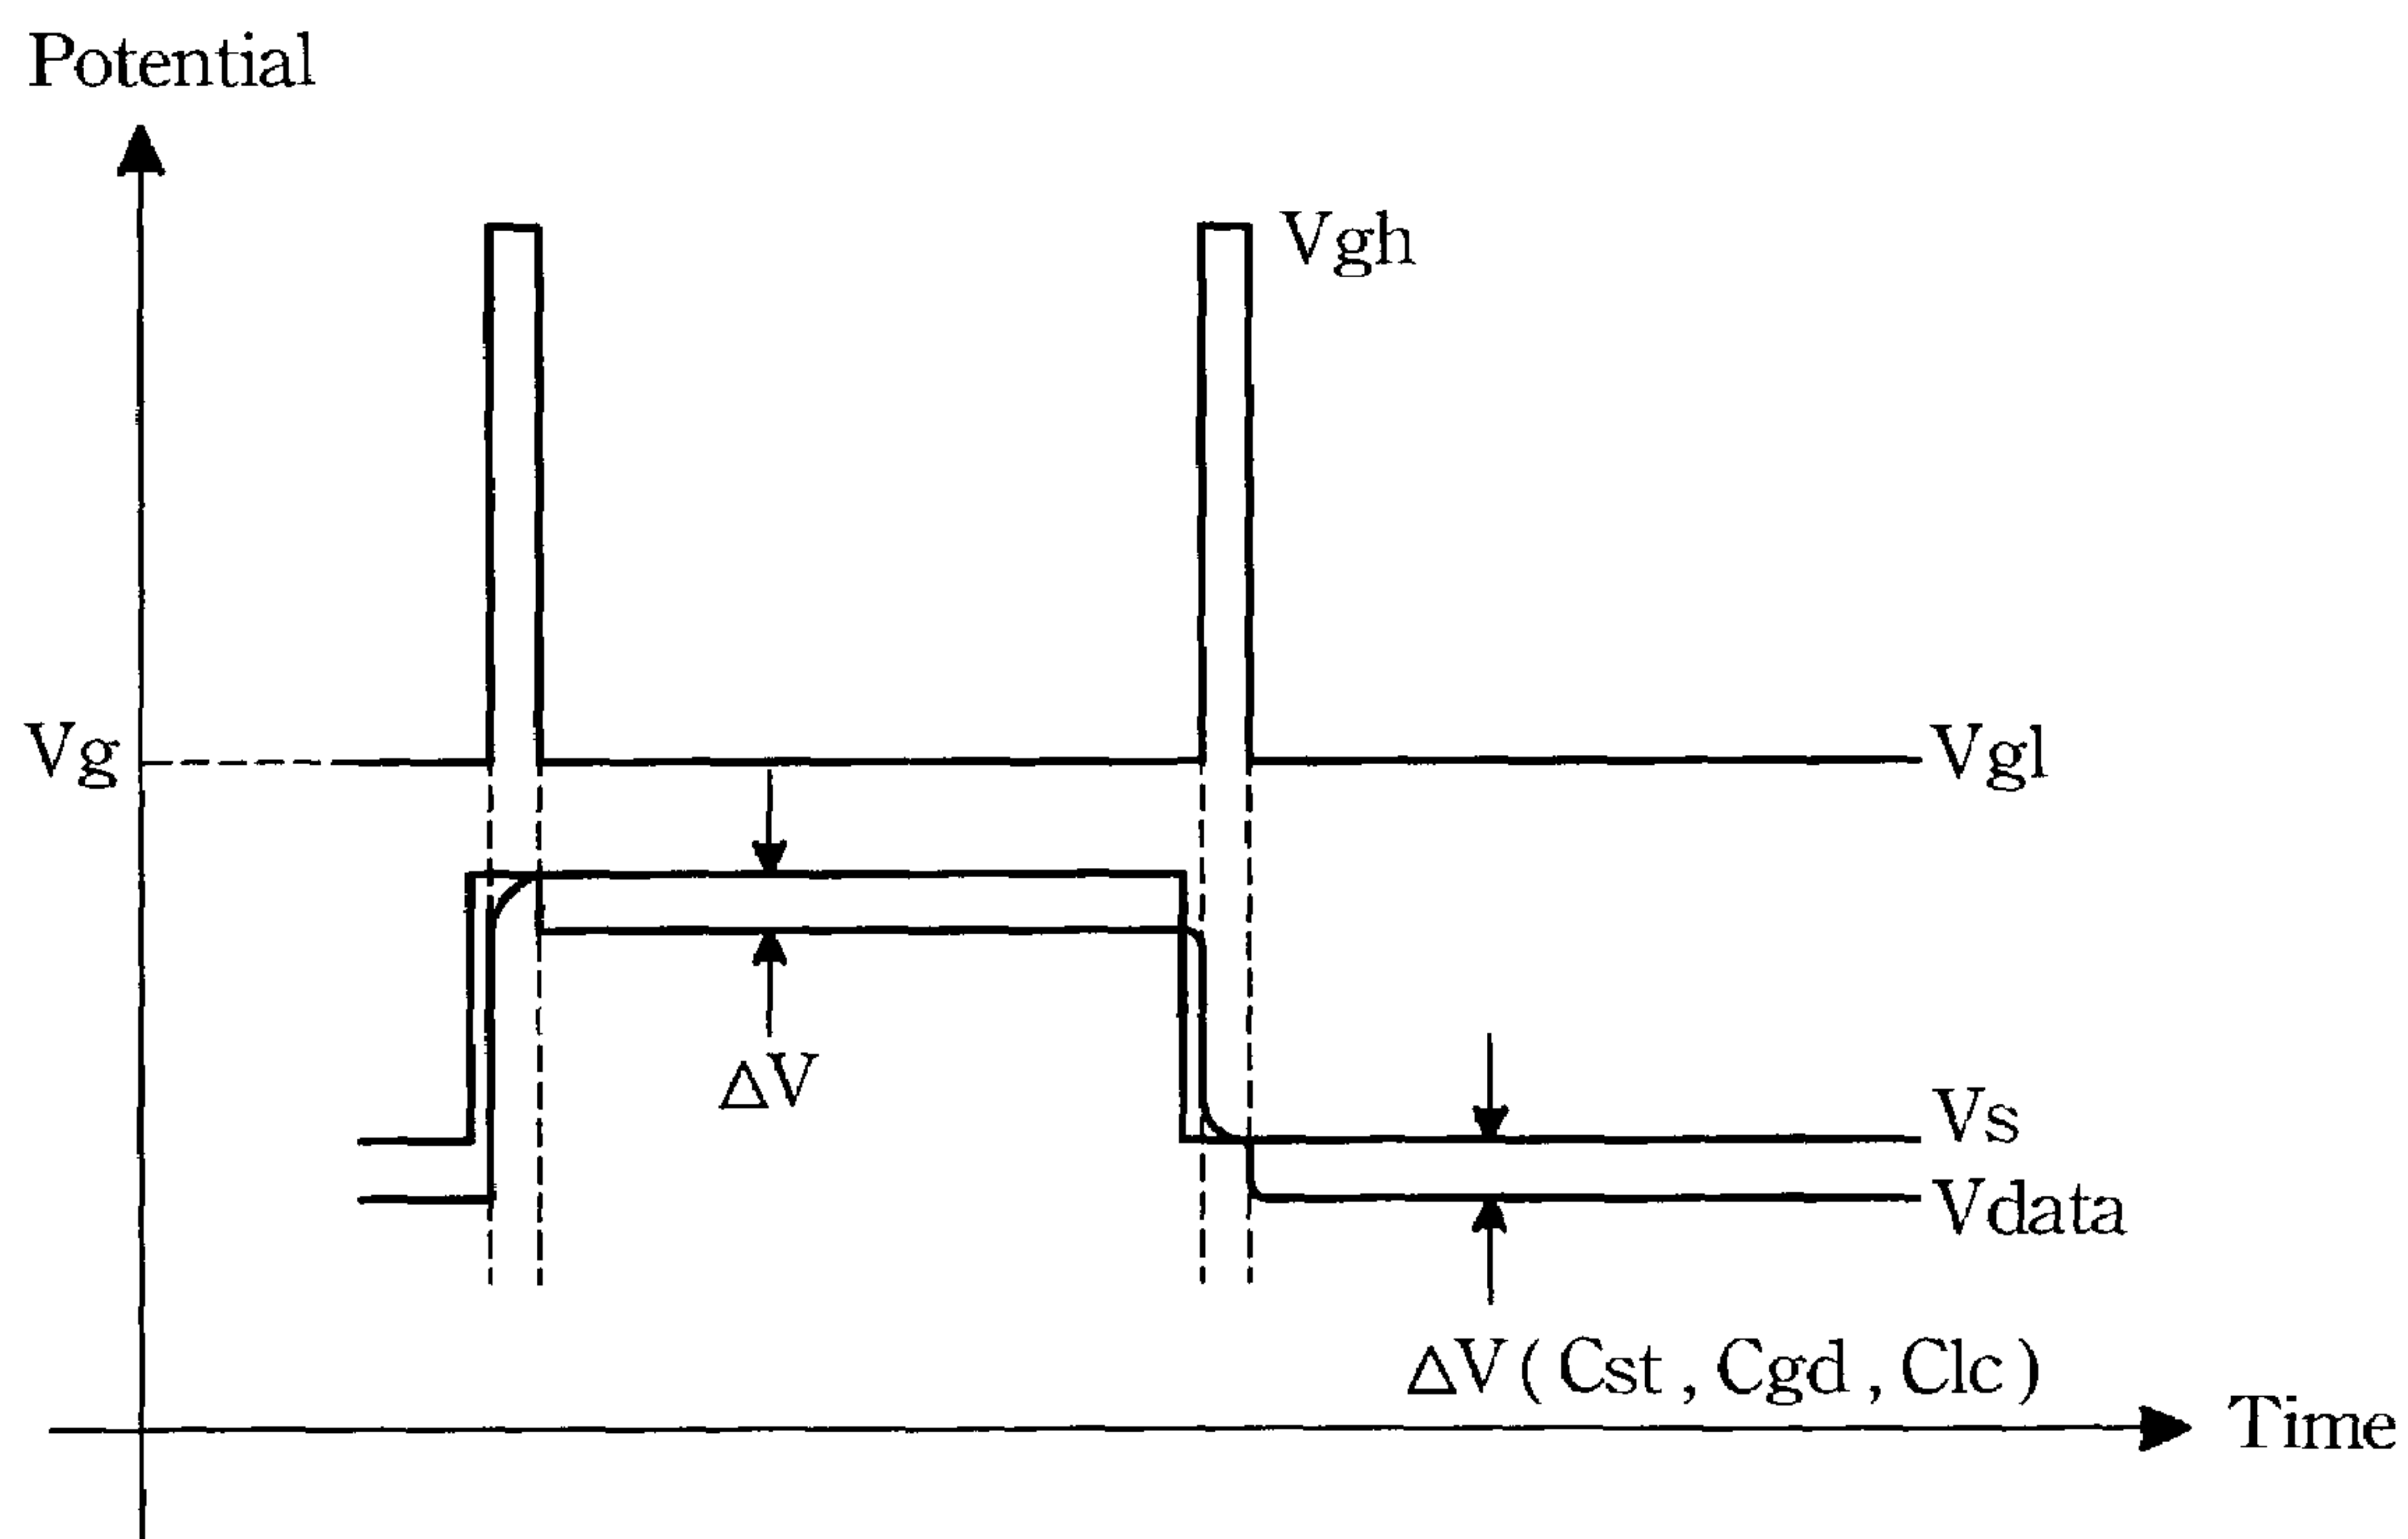 Potential
Vgh
Vg
Vgl
ΔV
Vs
Vdata
ΔV ( Cst , Cgd , Clc )
Time